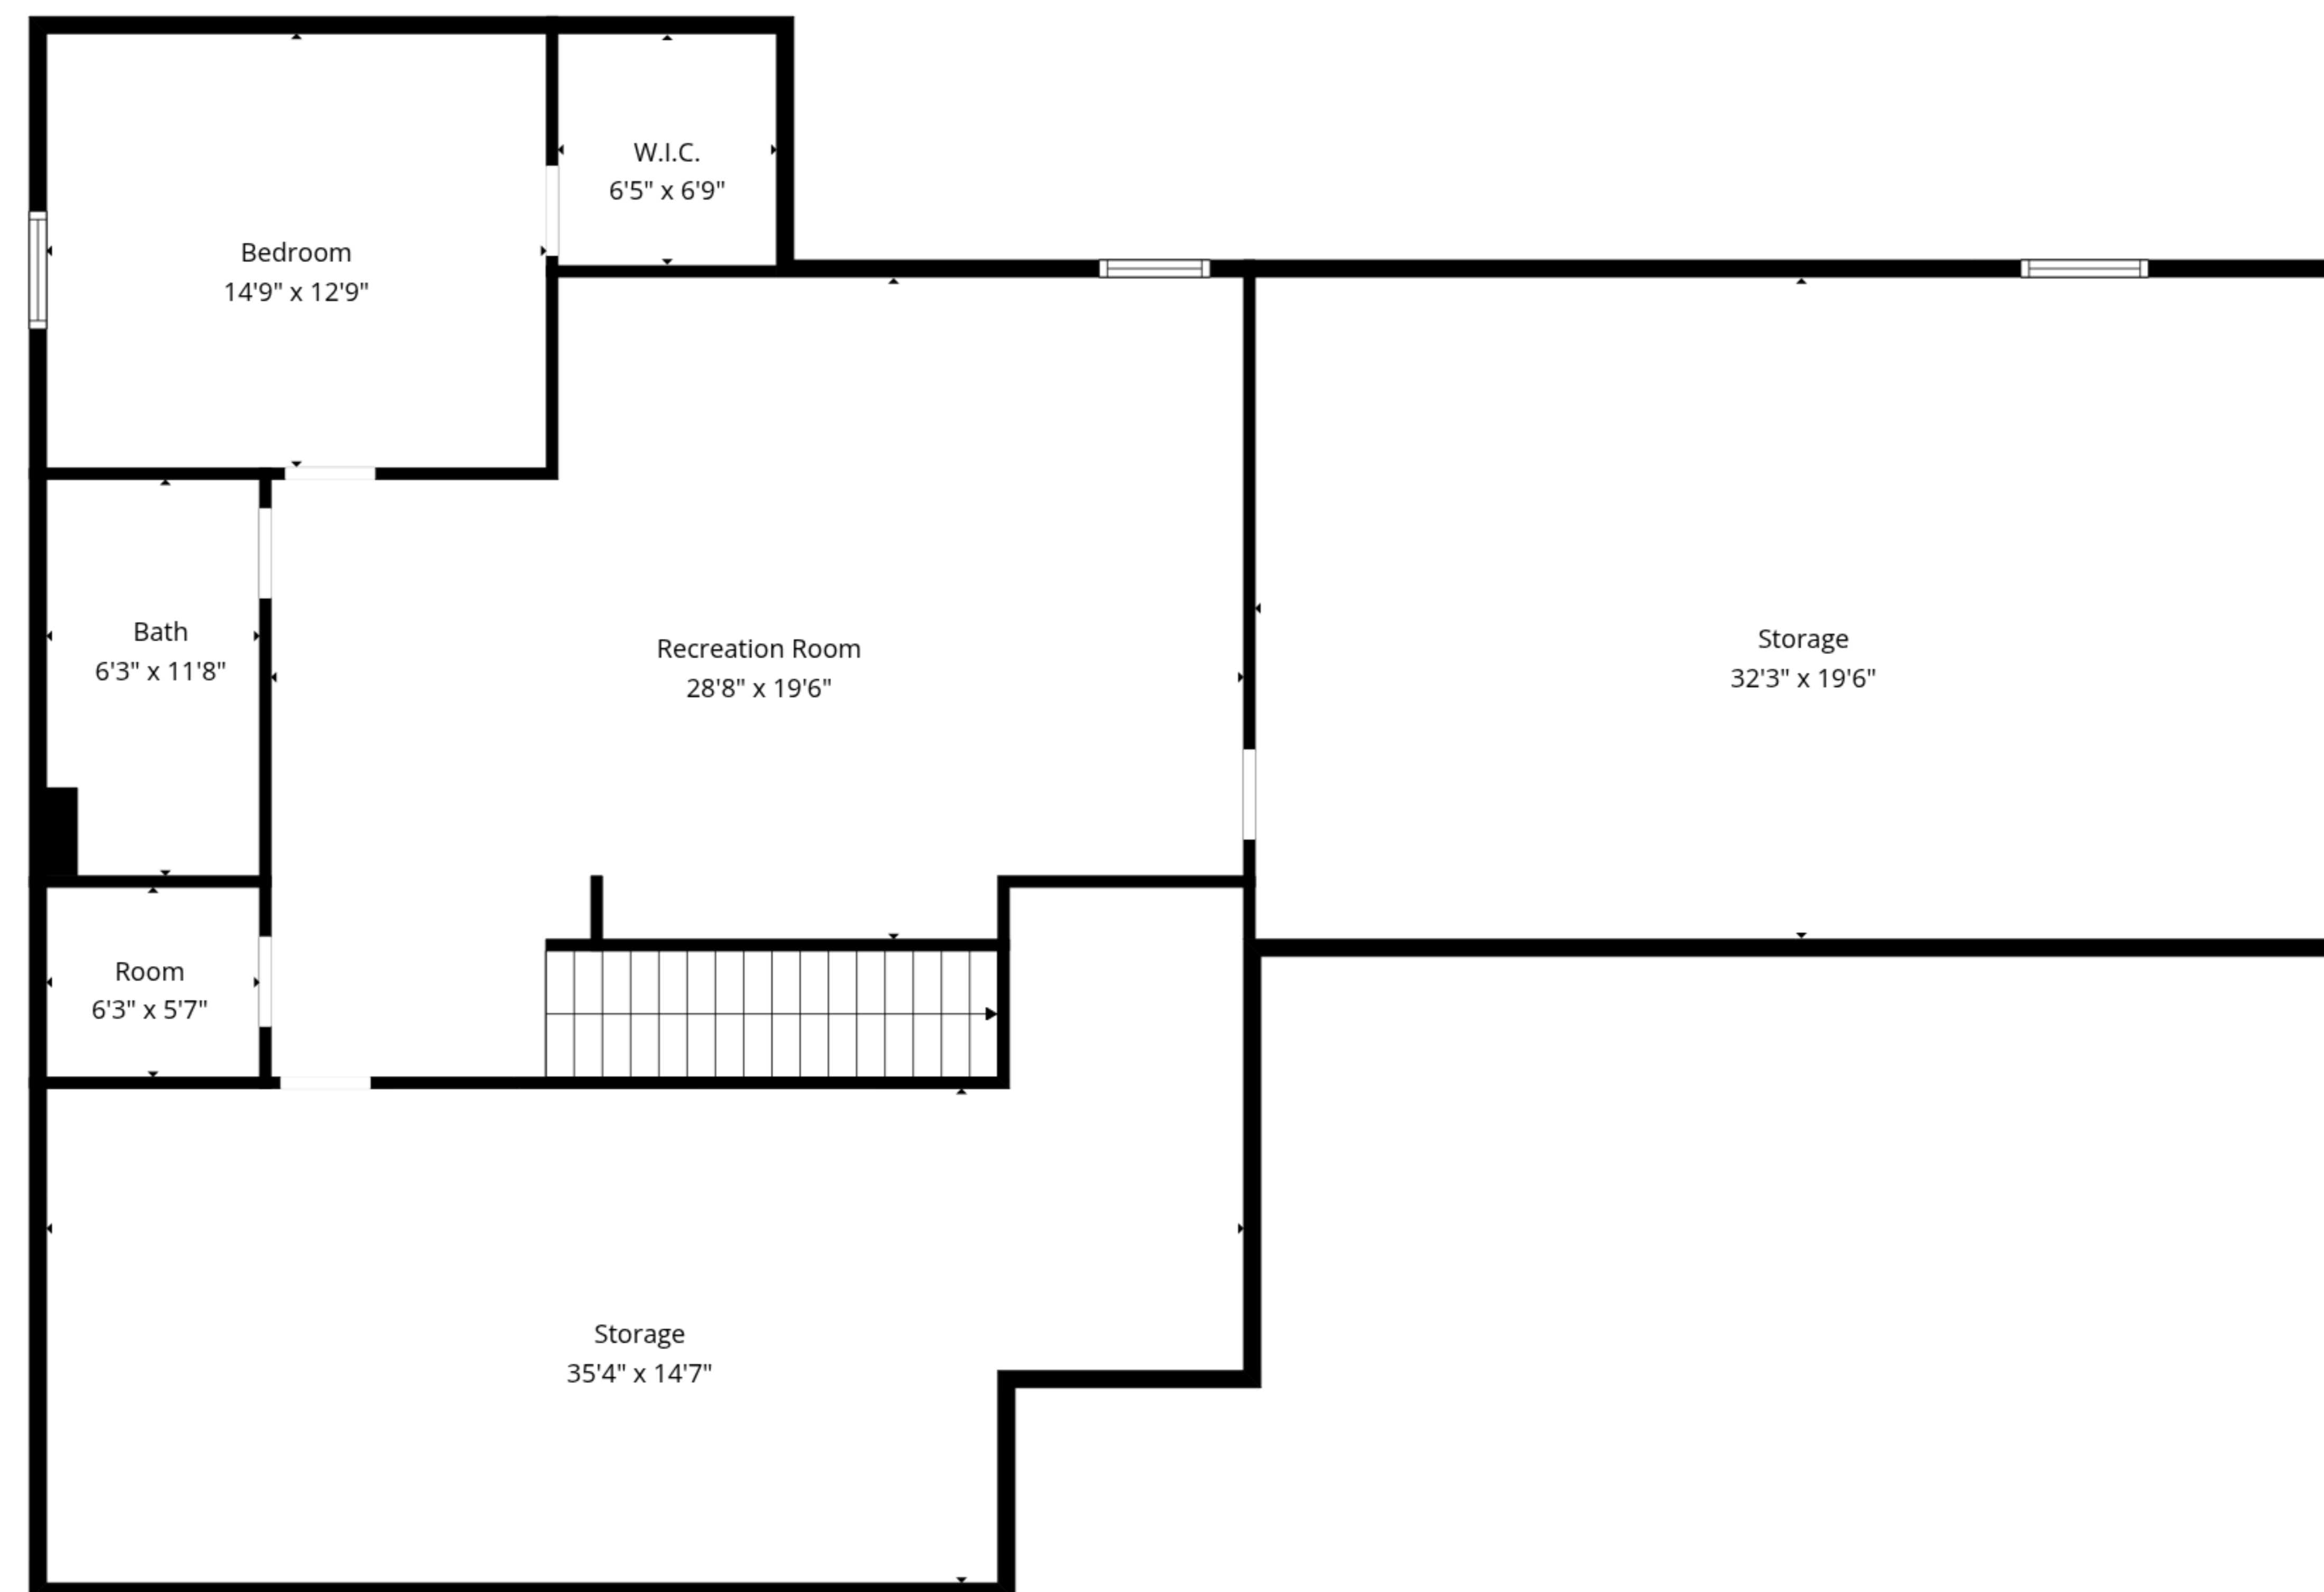 W.I.C.
6'5" x 6'9"
Bedroom
14'9" x 12'9"
Bath
6'3" x 11'8"
Recreation Room
28'8" x 19'6"
Storage
32'3" x 19'6"
Room
6'3" x 5'7"
Storage
35'4" x 14'7"